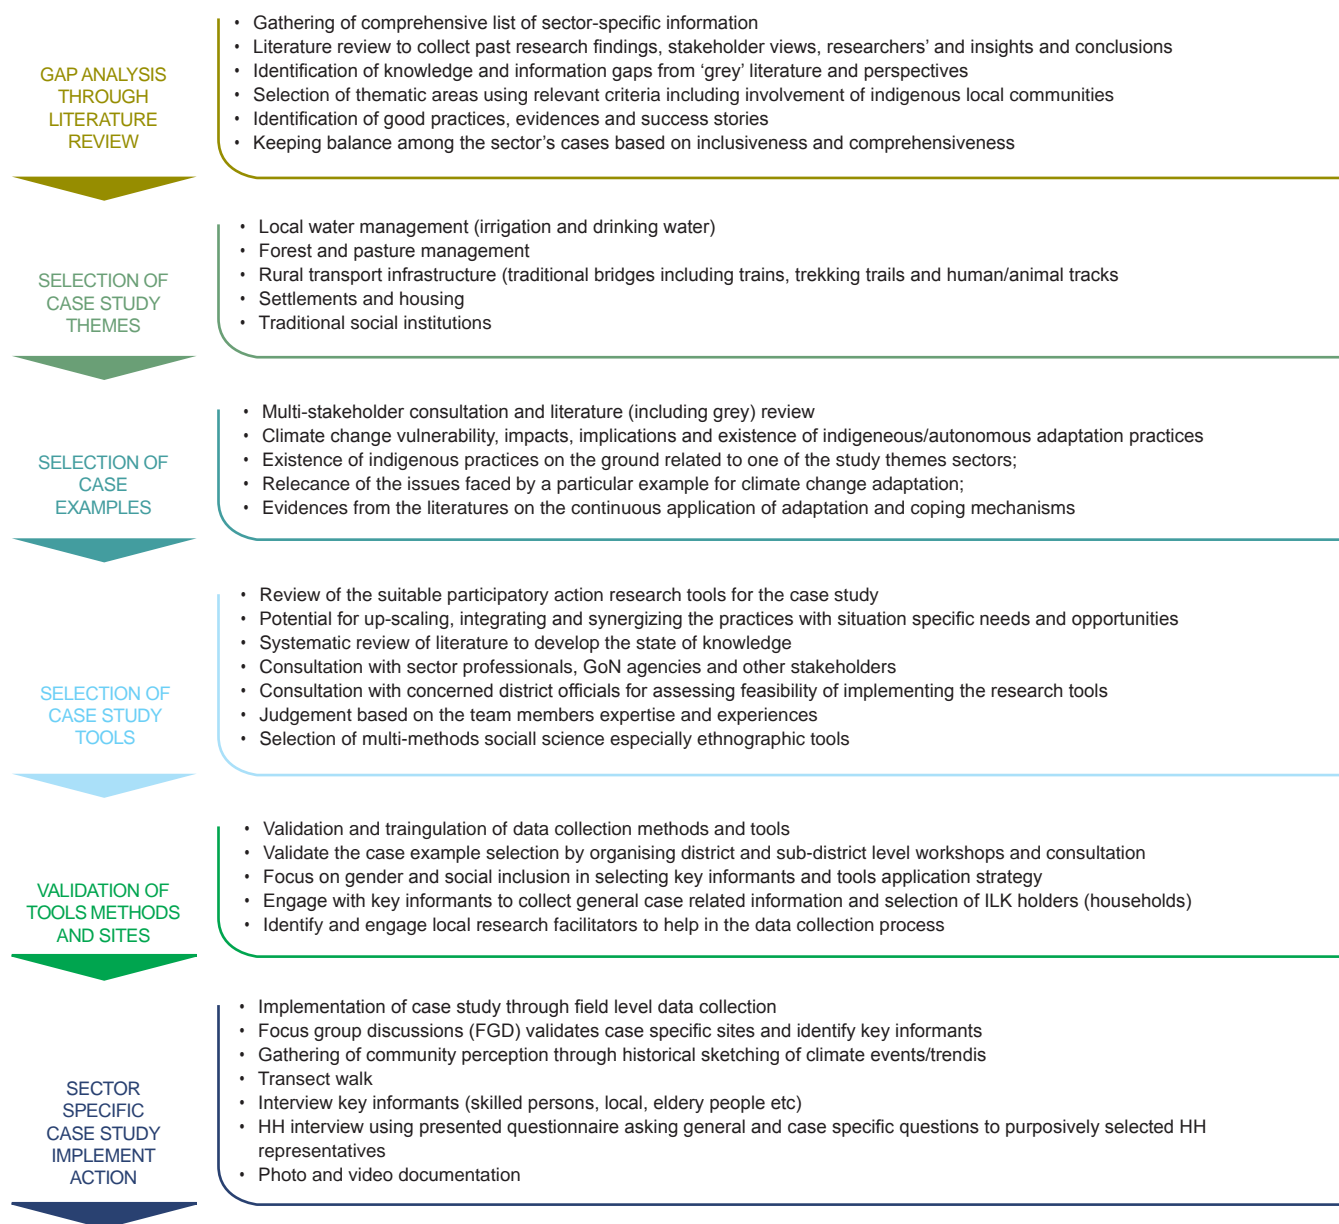 GAP ANALYSIS
THROUGH
LITERATURE
REVIEW
• Gathering of comprehensive list of sector-specific information
• Literature review to collect past research findings, stakeholder views, researchers' and insights and conclusions
• Identification of knowledge and information gaps from 'grey' literature and perspectives
• Selection of thematic areas using relevant criteria including involvement of indigenous local communities
• Identification of good practices, evidences and success stories
• Keeping balance among the sector's cases based on inclusiveness and comprehensiveness
SELECTION OF
CASE STUDY
THEMES
• Local water management (irrigation and drinking water)
• Forest and pasture management
• Rural transport infrastructure (traditional bridges including trains, trekking trails and human/animal tracks
• Settlements and housing
• Traditional social institutions
SELECTION OF
CASE
EXAMPLES
• Multi-stakeholder consultation and literature (including grey) review
• Climate change vulnerability, impacts, implications and existence of indigeneous/autonomous adaptation practices
• Existence of indigenous practices on the ground related to one of the study themes sectors;
• Relecance of the issues faced by a particular example for climate change adaptation;
• Evidences from the literatures on the continuous application of adaptation and coping mechanisms
SELECTION OF
CASE STUDY
TOOLS
• Review of the suitable participatory action research tools for the case study
• Potential for up-scaling, integrating and synergizing the practices with situation specific needs and opportunities
• Systematic review of literature to develop the state of knowledge
• Consultation with sector professionals, GoN agencies and other stakeholders
• Consultation with concerned district officials for assessing feasibility of implementing the research tools
• Judgement based on the team members expertise and experiences
• Selection of multi-methods sociall science especially ethnographic tools
VALIDATION OF
TOOLS METHODS
AND SITES
• Validation and traingulation of data collection methods and tools
• Validate the case example selection by organising district and sub-district level workshops and consultation
• Focus on gender and social inclusion in selecting key informants and tools application strategy
• Engage with key informants to collect general case related information and selection of ILK holders (households)
• Identify and engage local research facilitators to help in the data collection process
SECTOR
SPECIFIC
CASE STUDY
IMPLEMENT
ACTION
• Implementation of case study through field level data collection
• Focus group discussions (FGD) validates case specific sites and identify key informants
• Gathering of community perception through historical sketching of climate events/trendis
• Transect walk
• Interview key informants (skilled persons, local, eldery people etc)
• HH interview using presented questionnaire asking general and case specific questions to purposively selected HH
representatives
• Photo and video documentation